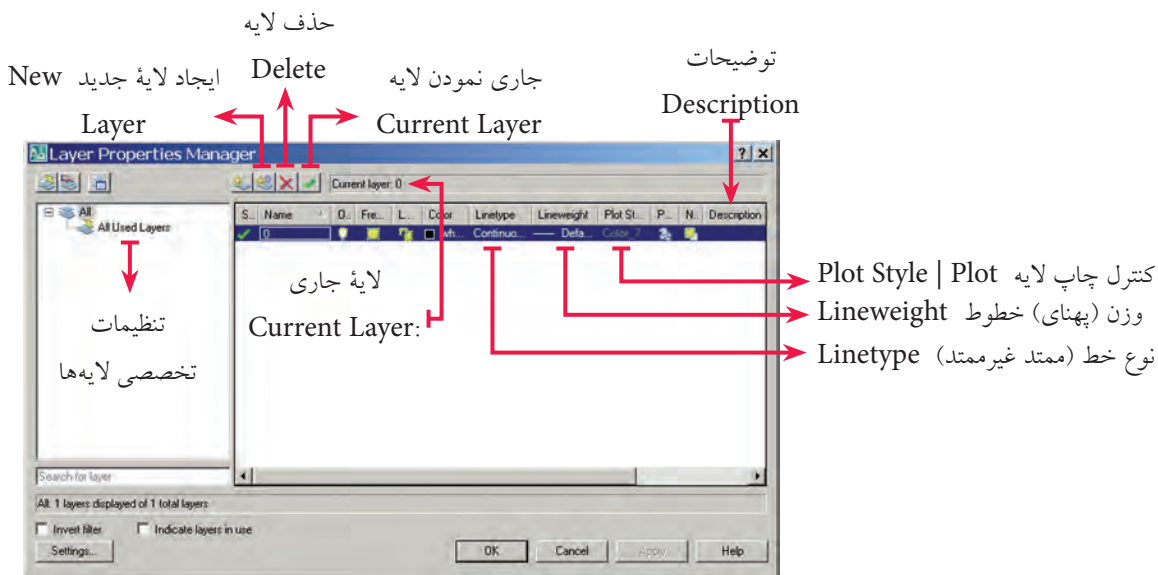 حذف لایه
Delete
ایجاد لایهٔ جدید New
Layer
جاری نمودن لایه
Current Layer
توضیحات
Description
Layer Properties Manager
Current layer: 0
All
All Used Layers
S... Name O.. Fre... L... Color Linetype Lineweight Plot St... P... N.. Description
0 wh... Continuo... Defa... Color_7
تنظیمات
تخصصی لایه‌ها
لایهٔ جاری
Current Layer:
کنترل چاپ لایه Plot Style | Plot
وزن (پهنای) خطوط Lineweight
نوع خط (ممتد غیرممتد) Linetype
Search for layer
All: 1 layers displayed of 1 total layers
Invert filter
Indicate layers in use
Settings...
OK
Cancel
Apply
Help